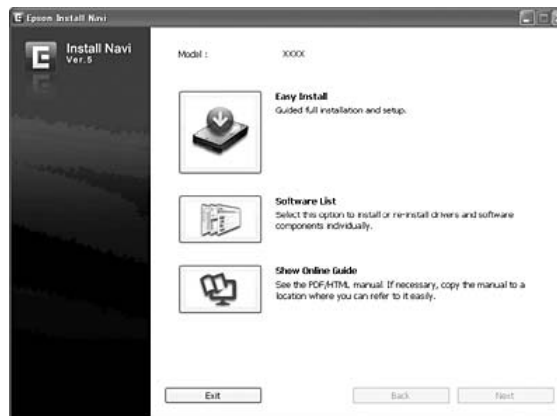 Epson Install Navi
Install Navi
Ver.5
Model : XXXX
Easy Install
Guided full installation and setup.
Software List
Select this option to install or re-install drivers and software
components individually.
Show Online Guide
See the PDF/HTML manual. If necessary, copy the manual to a
location where you can refer to it easily.
Exit Back Next